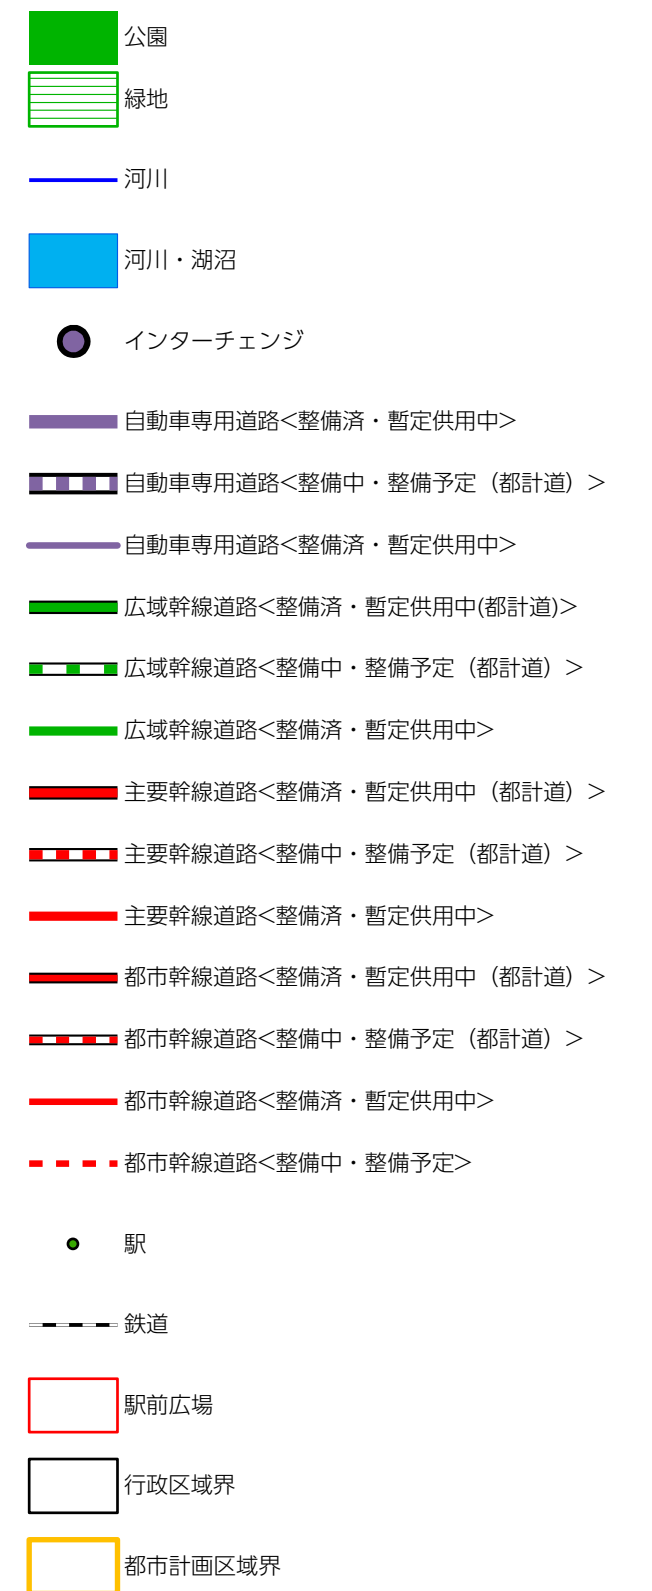 公園
緑地
河川
河川・湖沼
インターチェンジ
自動車専用道路<整備済・暫定供用中>
自動車専用道路<整備中・整備予定（都計道）>
自動車専用道路<整備済・暫定供用中>
広域幹線道路<整備済・暫定供用中(都計道)>
広域幹線道路<整備中・整備予定（都計道）>
広域幹線道路<整備済・暫定供用中>
主要幹線道路<整備済・暫定供用中（都計道）>
主要幹線道路<整備中・整備予定（都計道）>
主要幹線道路<整備済・暫定供用中>
都市幹線道路<整備済・暫定供用中（都計道）>
都市幹線道路<整備中・整備予定（都計道）>
都市幹線道路<整備済・暫定供用中>
都市幹線道路<整備中・整備予定>
駅
鉄道
駅前広場
行政区域界
都市計画区域界